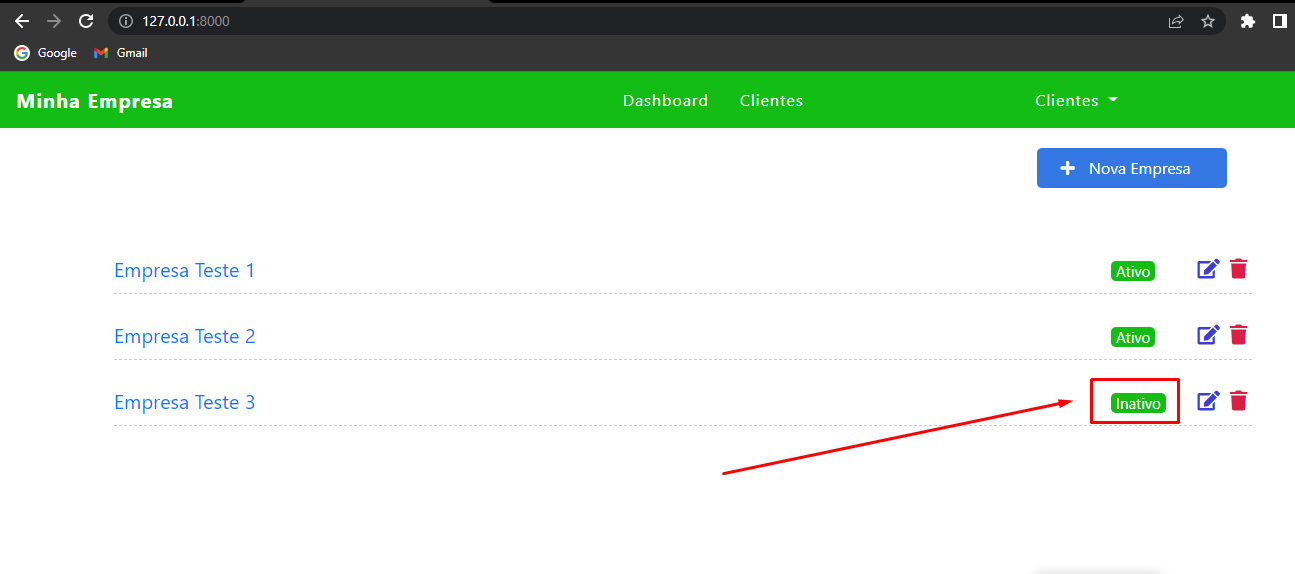 127.0.0.1:8000
Google Gmail
Minha Empresa Dashboard Clientes Clientes
Nova Empresa
Empresa Teste 1 Ativo
Empresa Teste 2 Ativo
Empresa Teste 3 Inativo